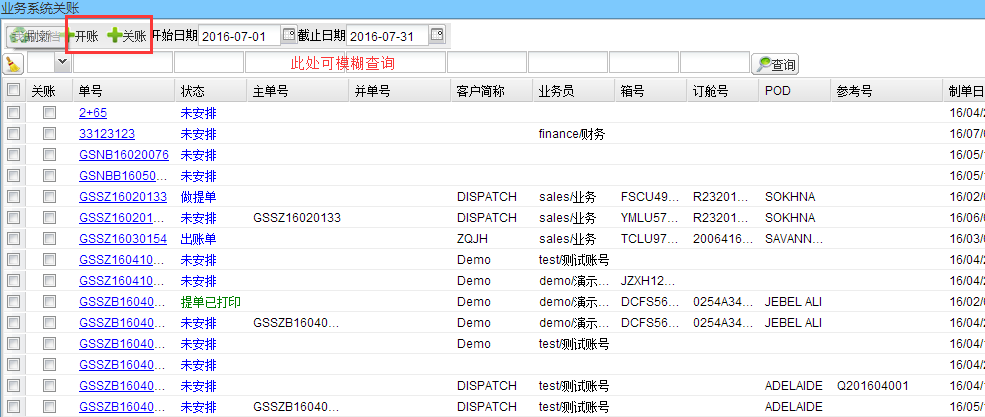 业务系统关账
刷新 开账 关账 开始日期 2016-07-01 截止日期 2016-07-31
此处可模糊查询 查询
关账 单号 状态 主单号 并单号 客户简称 业务员 箱号 订舱号 POD 参考号 制单日
2+65 未安排 16/04/2
33123123 未安排 finance/财务 16/07/0
GSNB16020076 未安排 16/05/1
GSNBB16050... 未安排 16/05/1
GSSZ16020133 做提单 DISPATCH sales/业务 FSCU49... R23201... SOKHNA 16/02/0
GSSZ160201... 未安排 GSSZ16020133 DISPATCH sales/业务 YMLU57... R23201... SOKHNA 16/06/0
GSSZ16030154 出账单 ZQJH sales/业务 TCLU97... 2006416... SAVANN... 16/03/0
GSSZ160410... 未安排 Demo test/测试账号 16/04/2
GSSZ160410... 未安排 Demo demo/演示... JZXH12... 16/04/2
GSSZB16040... 提单已打印 Demo demo/演示... DCFS56... 0254A34... JEBEL ALI 16/02/0
GSSZB16040... 未安排 GSSZB16040... Demo demo/演示... DCFS56... 0254A34... JEBEL ALI 16/04/2
GSSZB16040... 未安排 Demo test/测试账号 16/04/1
GSSZB16040... 未安排 16/04/2
GSSZB16040... 未安排 DISPATCH test/测试账号 ADELAIDE Q201604001 16/04/2
GSSZB16040... 未安排 GSSZB16040... DISPATCH test/测试账号 ADELAIDE 16/05/1